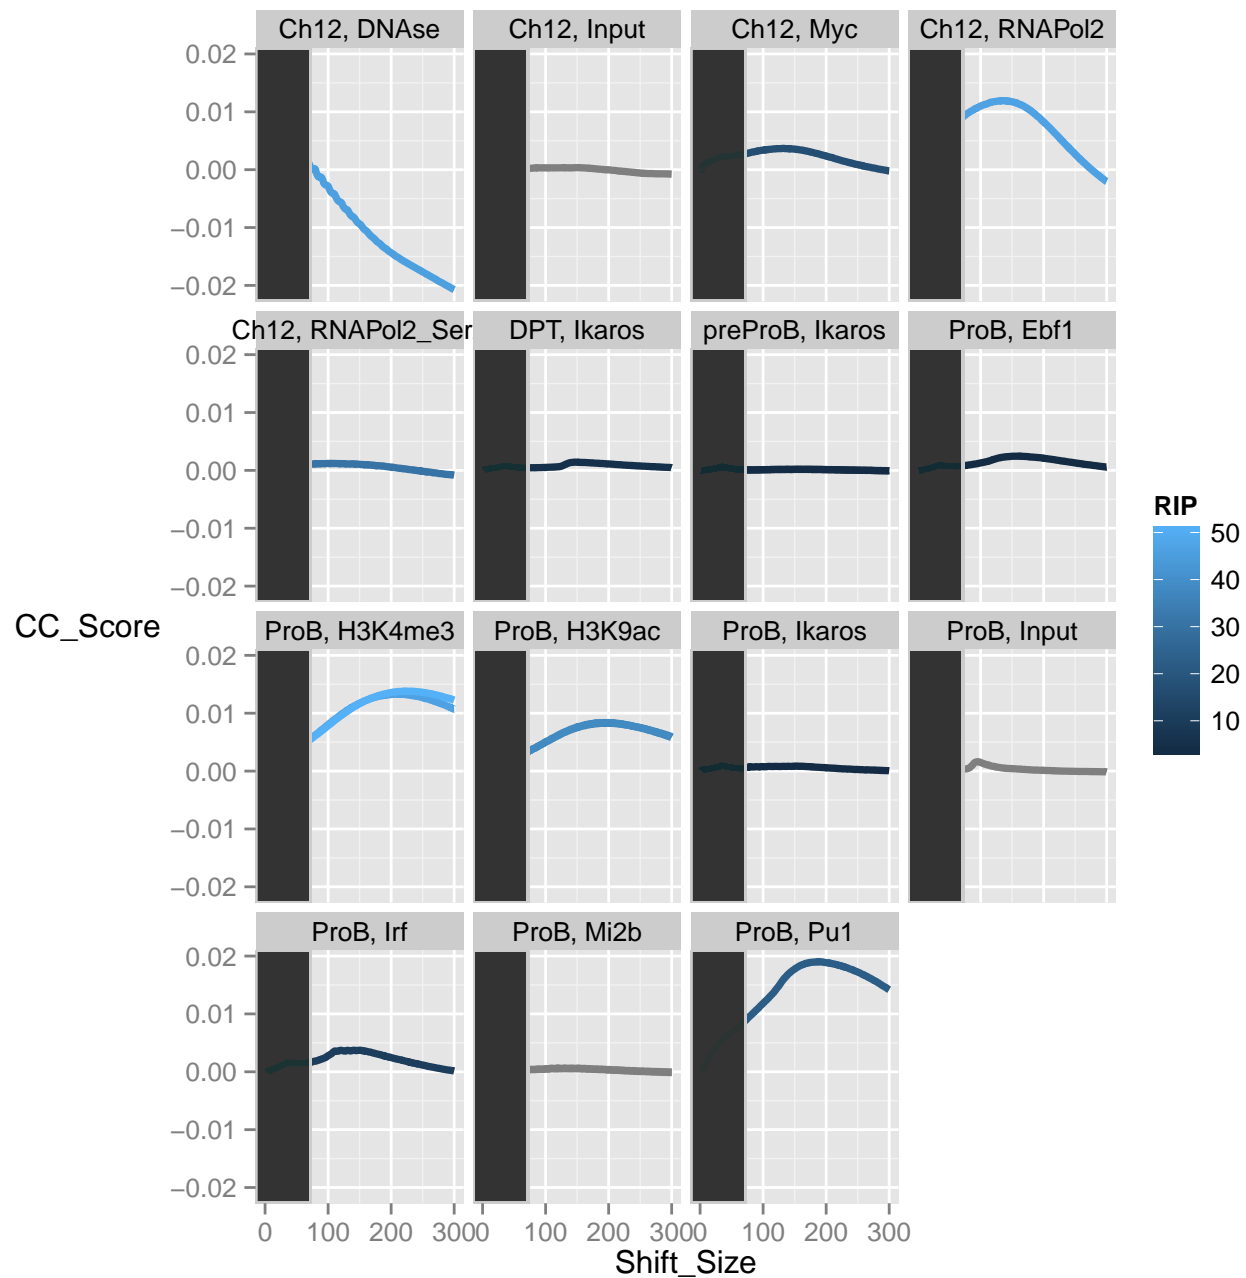 Ch12, DNAse
Ch12, Input
Ch12, Myc
Ch12, RNAPol2
0.02
0.01
0.00
−0.01
−0.02
Ch12, RNAPol2_Ser
DPT, Ikaros
preProB, Ikaros
ProB, Ebf1
0.02
0.01
0.00
−0.01
−0.02
CC_Score
ProB, H3K4me3
ProB, H3K9ac
ProB, Ikaros
ProB, Input
0.02
0.01
0.00
−0.01
−0.02
ProB, Irf
ProB, Mi2b
ProB, Pu1
0.02
0.01
0.00
−0.01
−0.02
0 100 200 300
0 100 200 300
0 100 200 300
Shift_Size
RIP
50
40
30
20
10